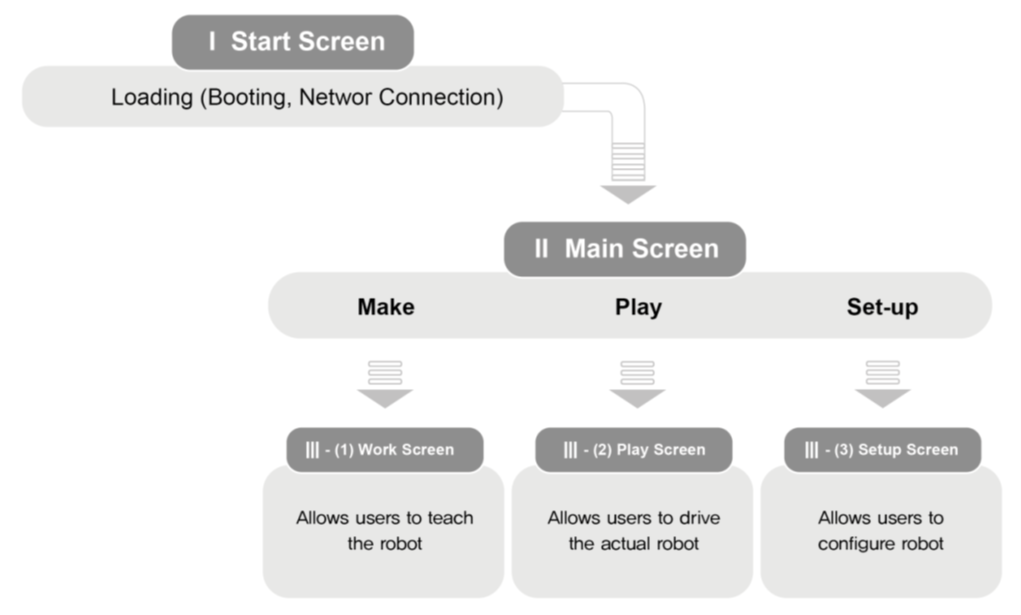 I Start Screen
Loading (Booting, Networ Connection)
II Main Screen
Make Play Set-up
III - (1) Work Screen III - (2) Play Screen III - (3) Setup Screen
Allows users to teach
the robot
Allows users to drive
the actual robot
Allows users to
configure robot